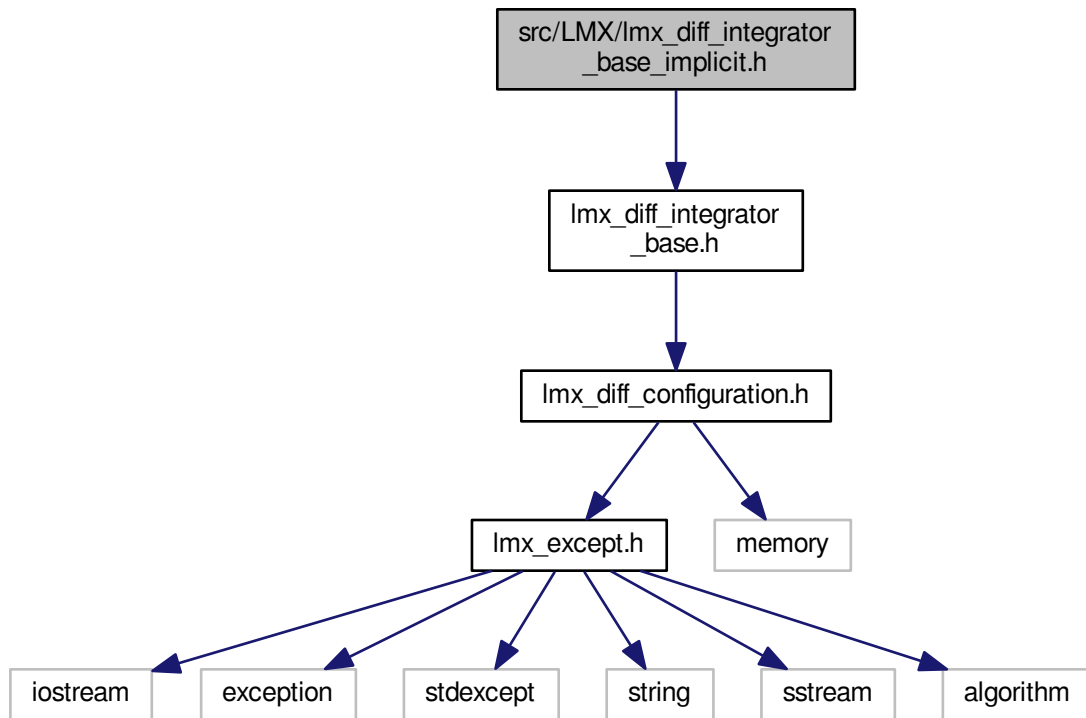 src/LMX/lmx_diff_integrator
_base_implicit.h
lmx_diff_integrator
_base.h
lmx_diff_configuration.h
lmx_except.h
memory
iostream
exception
stdexcept
string
sstream
algorithm